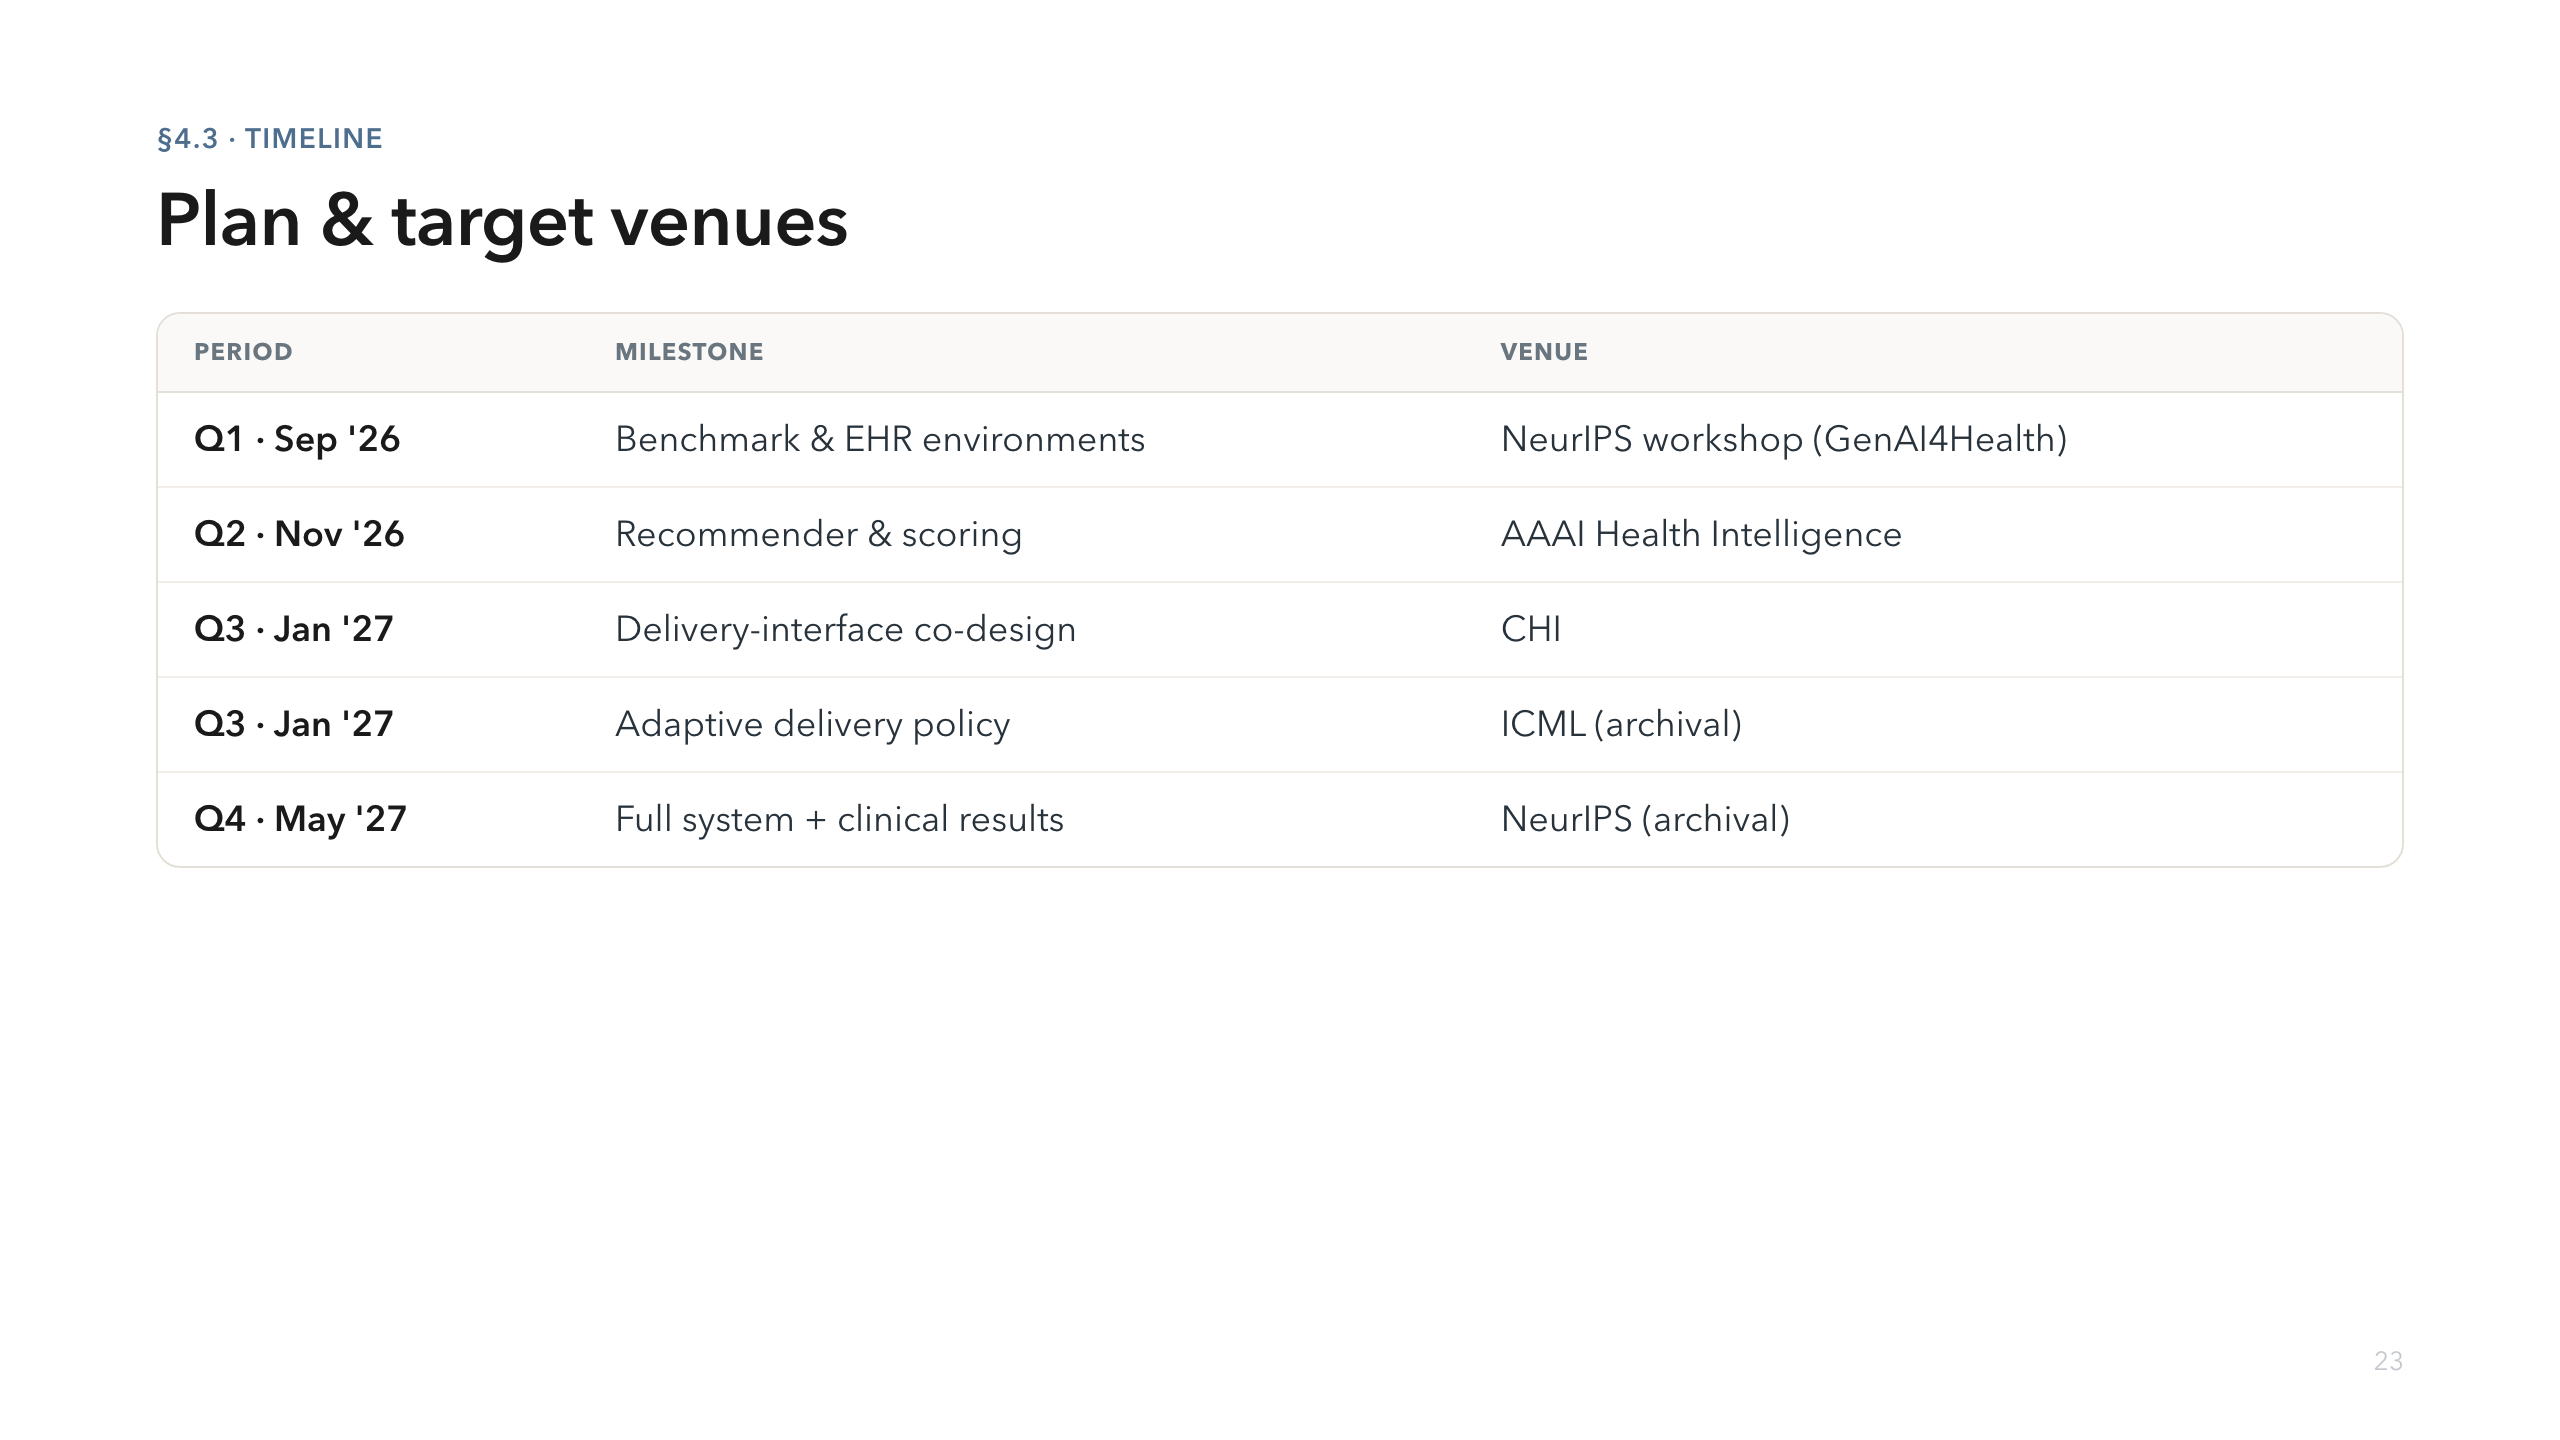 §4.3 · TIMELINE
Plan & target venues
PERIOD MILESTONE VENUE
Q1 · Sep '26 Benchmark & EHR environments NeurIPS workshop (GenAI4Health)
Q2 · Nov '26 Recommender & scoring AAAI Health Intelligence
Q3 · Jan '27 Delivery-interface co-design CHI
Q3 · Jan '27 Adaptive delivery policy ICML (archival)
Q4 · May '27 Full system + clinical results NeurIPS (archival)
23